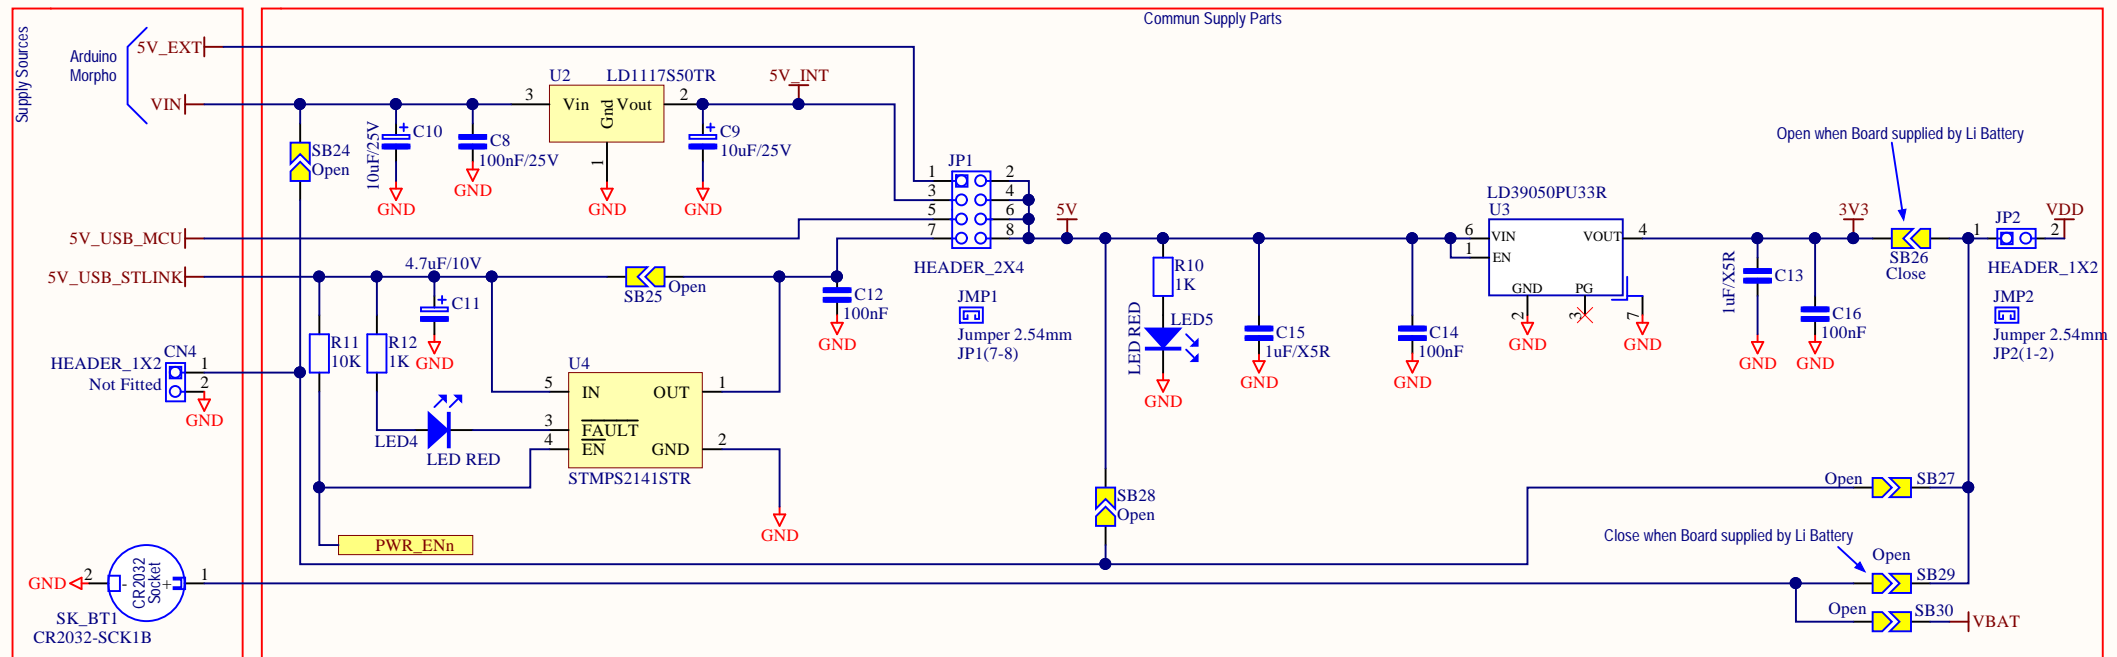 Commun Supply Parts
Supply Sources
Arduino
Morpho
5V_EXT
VIN
U2
LD1117S50TR
3
Vin
Gnd
Vout
2
1
5V_INT
SB24
Open
10uF/25V
C10
C8
100nF/25V
C9
10uF/25V
GND
GND
GND
GND
5V_USB_MCU
5V_USB_STLINK
4.7uF/10V
C11
GND
SB25
Open
C12
100nF
GND
JP1
1
2
3
4
5
6
7
8
HEADER_2X4
JMP1
Jumper 2.54mm
JP1(7-8)
5V
R10
1K
LED RED
LED5
GND
C15
1uF/X5R
GND
C14
100nF
GND
LD39050PU33R
U3
6
VIN
1
EN
VOUT
4
GND
PG
2
3
7
GND
GND
1uF/X5R
C13
GND
C16
100nF
GND
3V3
Open when Board supplied by Li Battery
SB26
Close
JP2
1
2
VDD
HEADER_1X2
JMP2
Jumper 2.54mm
JP2(1-2)
HEADER_1X2
CN4
Not Fitted
1
2
GND
R11
10K
R12
1K
LED4
LED RED
U4
5
IN
OUT
1
3
FAULT
4
EN
GND
2
STMPS2141STR
GND
PWR_ENn
SB28
Open
Open
SB27
Close when Board supplied by Li Battery
Open
SB29
Open
SB30
VBAT
GND
2
-
CR2032
Socket
+
1
SK_BT1
CR2032-SCK1B